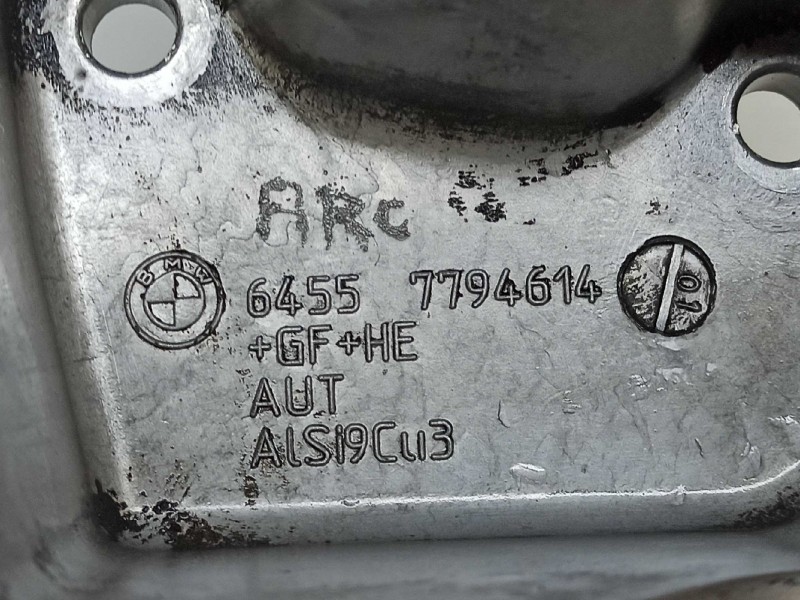 ARc
BMW
6455 7794614
01
+GF+HE
AUT
AlSi9Cu3